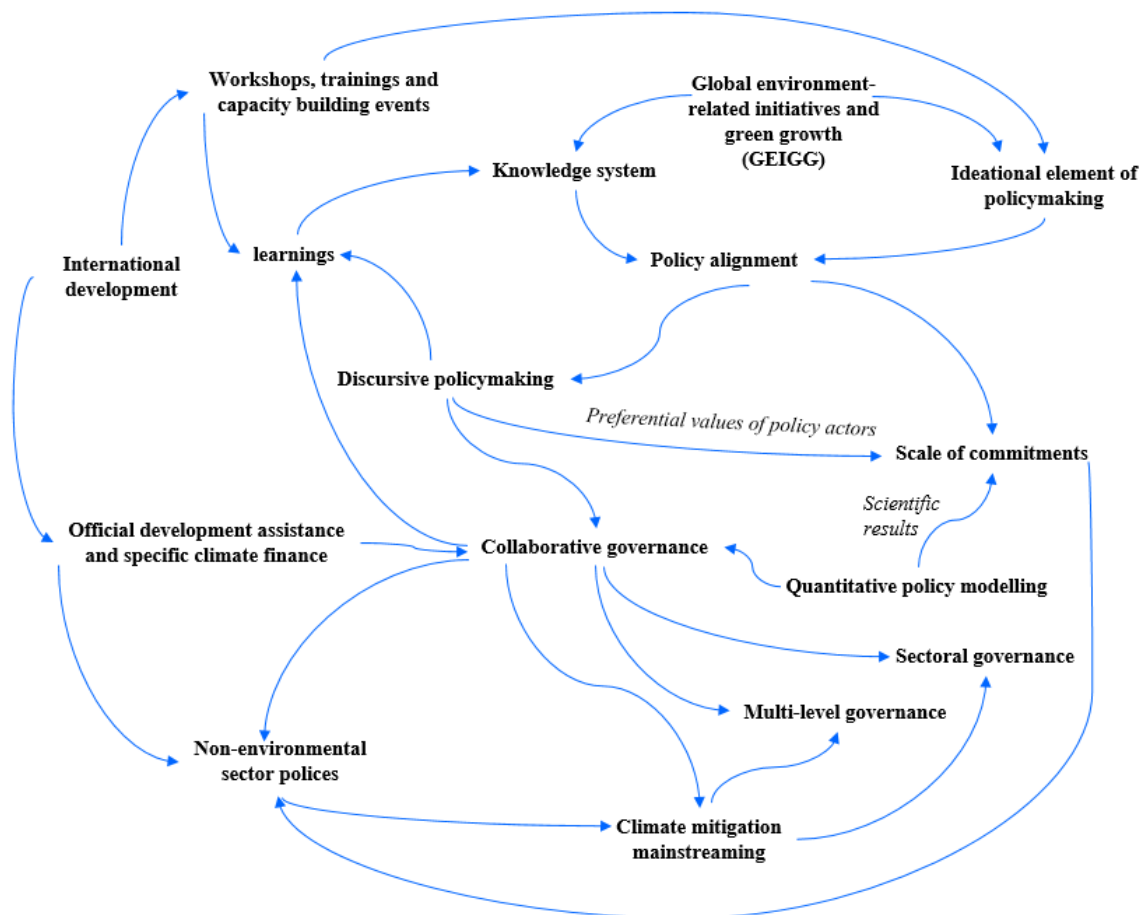 Workshops, trainings and
capacity building events
Global environment-
related initiatives and
green growth
(GEIGG)
Knowledge system
Ideational element of
policymaking
International
development
learnings
Policy alignment
Discursive policymaking
Preferential values of policy actors
Scale of commitments
Scientific
results
Official development assistance
and specific climate finance
Collaborative governance
Quantitative policy modelling
Sectoral governance
Multi-level governance
Non-environmental
sector polices
Climate mitigation
mainstreaming